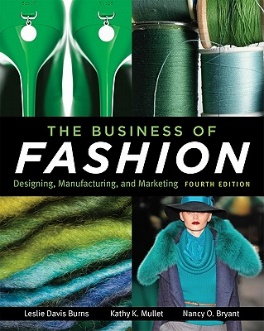 THE BUSINESS OF
FASHION
Designing, Manufacturing, and Marketing FOURTH EDITION
Leslie Davis Burns Kathy K. Mullet Nancy O. Bryant